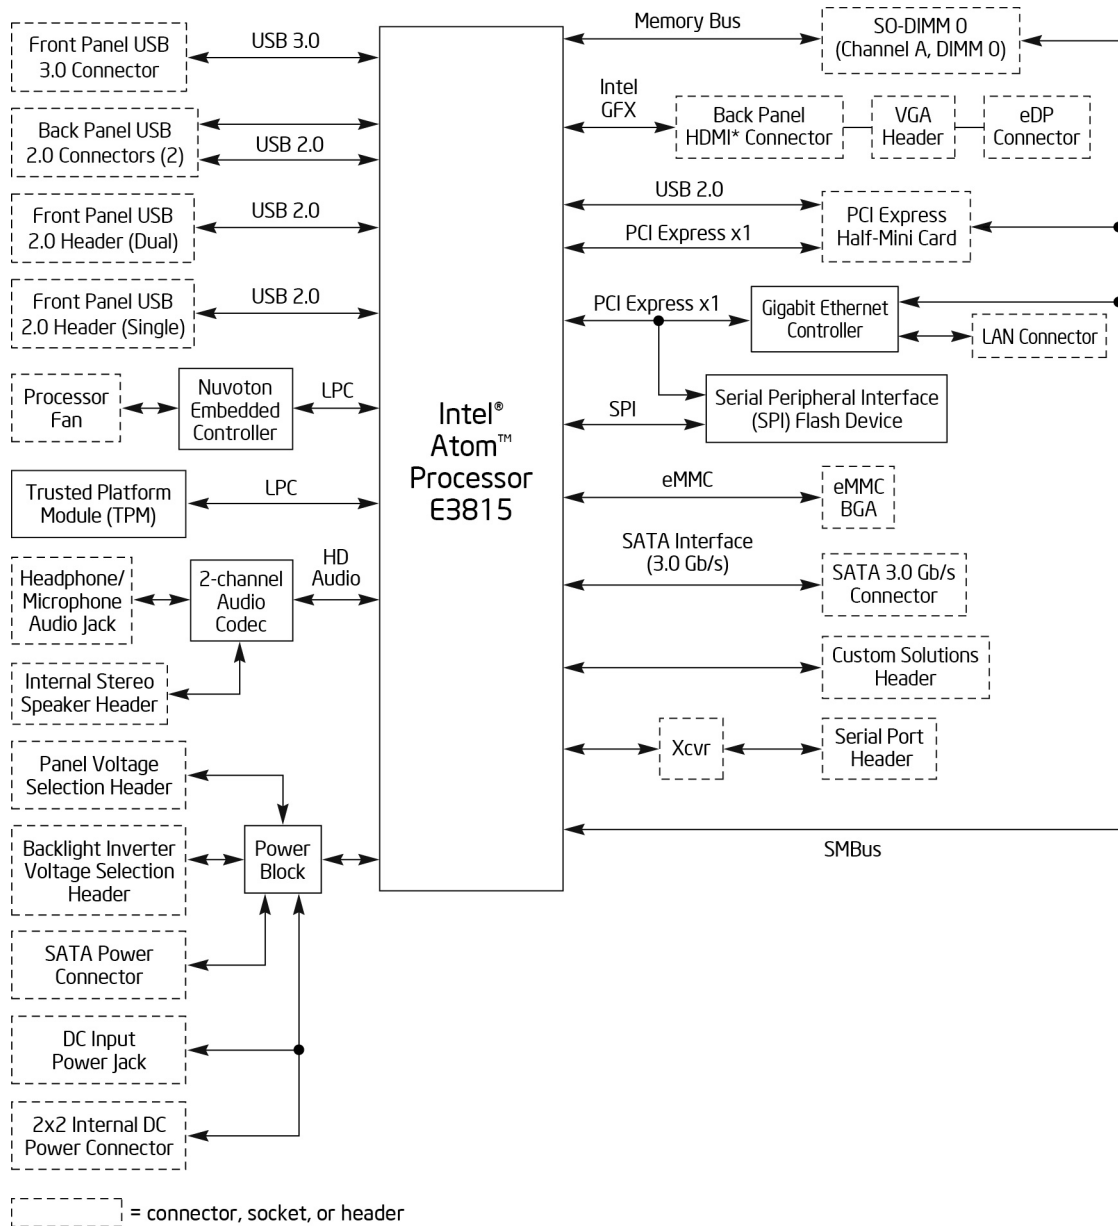 Front Panel USB
3.0 Connector
USB 3.0
Back Panel USB
2.0 Connectors (2)
USB 2.0
Front Panel USB
2.0 Header (Dual)
USB 2.0
Front Panel USB
2.0 Header (Single)
USB 2.0
Processor
Fan
Nuvoton
Embedded
Controller
LPC
Trusted Platform
Module (TPM)
LPC
Headphone/
Microphone
Audio Jack
2-channel
Audio
Codec
HD
Audio
Internal Stereo
Speaker Header
Panel Voltage
Selection Header
Backlight Inverter
Voltage Selection
Header
Power
Block
SATA Power
Connector
DC Input
Power Jack
2x2 Internal DC
Power Connector
Intel®
Atom™
Processor
E3815
Memory Bus
SO-DIMM 0
(Channel A, DIMM 0)
Intel
GFX
Back Panel
HDMI* Connector
VGA
Header
eDP
Connector
USB 2.0
PCI Express x1
PCI Express
Half-Mini Card
PCI Express x1
Gigabit Ethernet
Controller
LAN Connector
SPI
Serial Peripheral Interface
(SPI) Flash Device
eMMC
eMMC
BGA
SATA Interface
(3.0 Gb/s)
SATA 3.0 Gb/s
Connector
Custom Solutions
Header
Xcvr
Serial Port
Header
SMBus
= connector, socket, or header